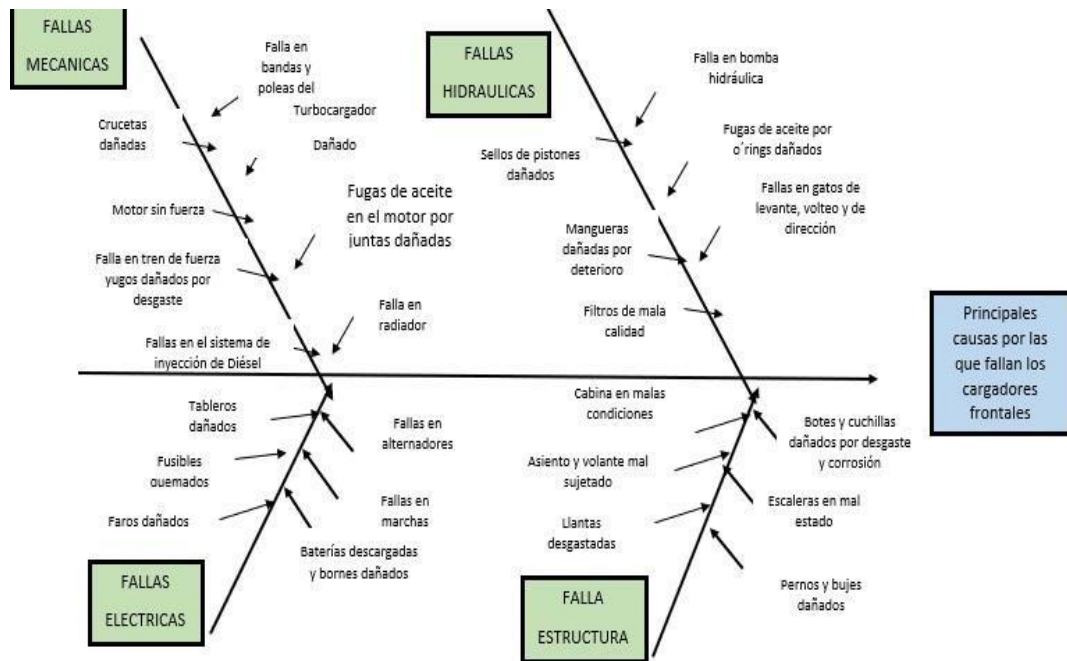 FALLAS
MECANICAS
Falla en
bandas y
poleas del
Turbocargador
Dañado
Crucetas
dañadas
Motor sin fuerza
Fugas de aceite
en el motor por
juntas dañadas
Falla en tren de fuerza
yugos dañados por
desgaste
Falla en
radiador
Fallas en el sistema de
inyección de Diésel
FALLAS
HIDRAULICAS
Falla en bomba
hidráulica
Sellos de pistones
dañados
Fugas de aceite por
o´rings dañados
Mangueras
dañadas por
deterioro
Fallas en gatos de
levante, volteo y de
dirección
Filtros de mala
calidad
Principales
causas por las
que fallan los
cargadores
frontales
Tableros
dañados
Fallas en
alternadores
Fusibles
quemados
Fallas en
marchas
Faros dañados
Baterías descargadas
y bornes dañados
FALLAS
ELECTRICAS
Cabina en malas
condiciones
Botes y cuchillas
dañados por desgaste
y corrosión
Asiento y volante mal
sujetado
Escaleras en mal
estado
Llantas
desgastadas
Pernos y bujes
dañados
FALLA
ESTRUCTURA